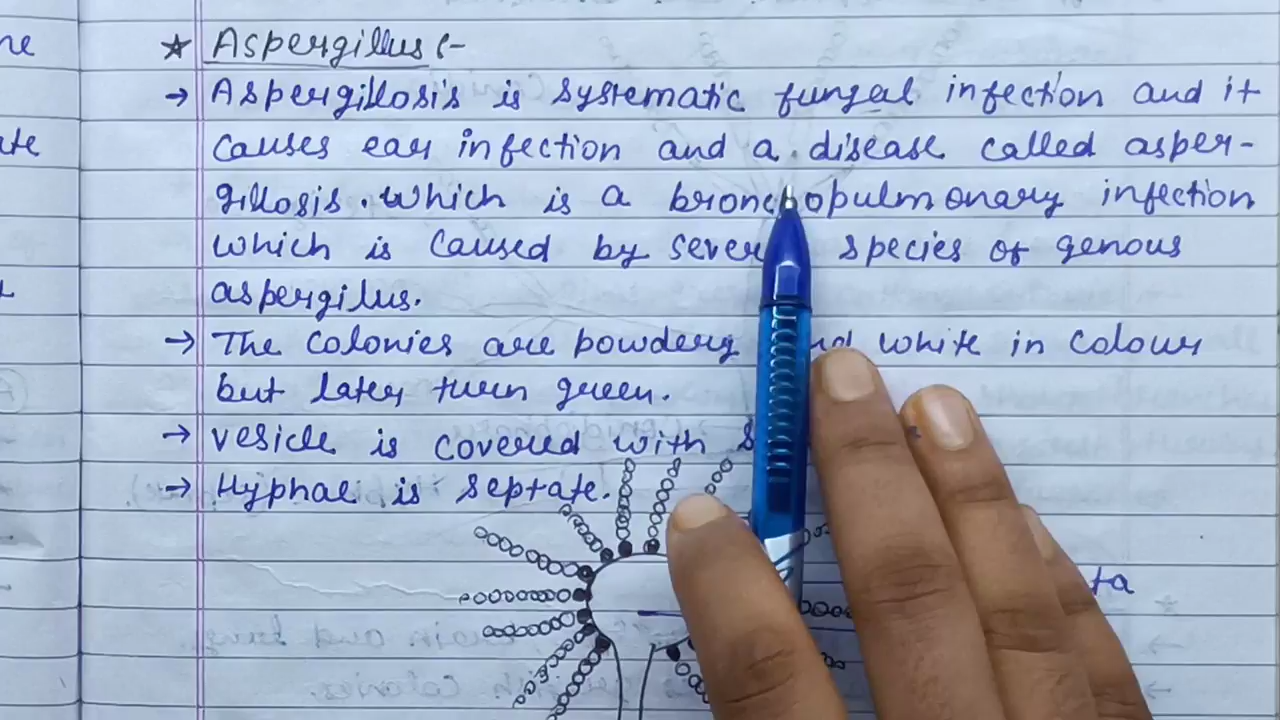 ★ Aspergillus :-
→ Aspergillosis is systematic fungal infection and it
causes ear infection and a disease called asper-
gillosis. which is a bronchopulmonary infection
which is caused by species of genous
aspergilus.
→ The colonies are powdery and white in colour
but later turn green.
→ vesicle is covered with
→ Hyphae is septate.